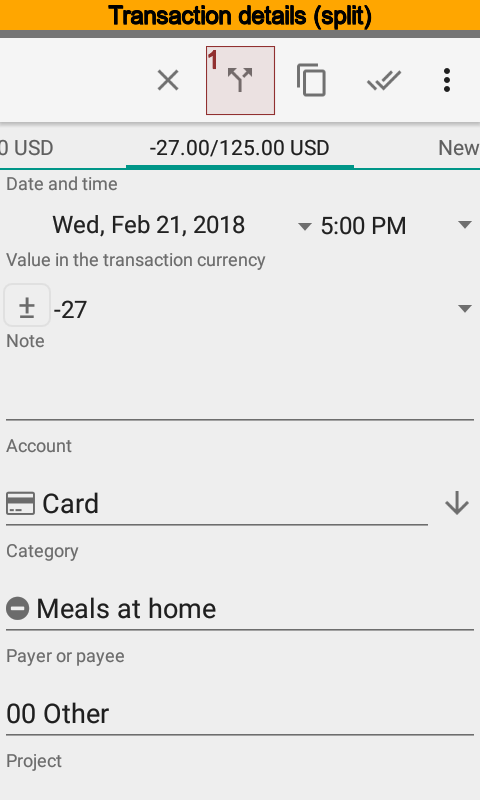 Transaction details (split)
1
0 USD -27.00/125.00 USD New
Date and time
Wed, Feb 21, 2018 5:00 PM
Value in the transaction currency
± -27
Note
Account
Card
Category
Meals at home
Payer or payee
00 Other
Project